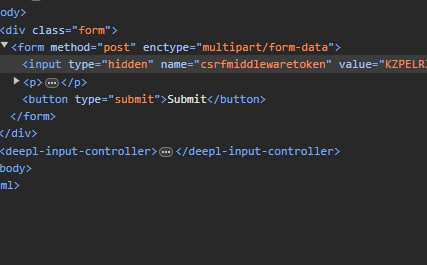 ody>
<div class="form">
<form method="post" enctype="multipart/form-data">
<input type="hidden" name="csrfmiddlewaretoken" value="KZPELR
<p> … </p>
<button type="submit">Submit</button>
</form>
</div>
<deepl-input-controller> … </deepl-input-controller>
body>
ml>